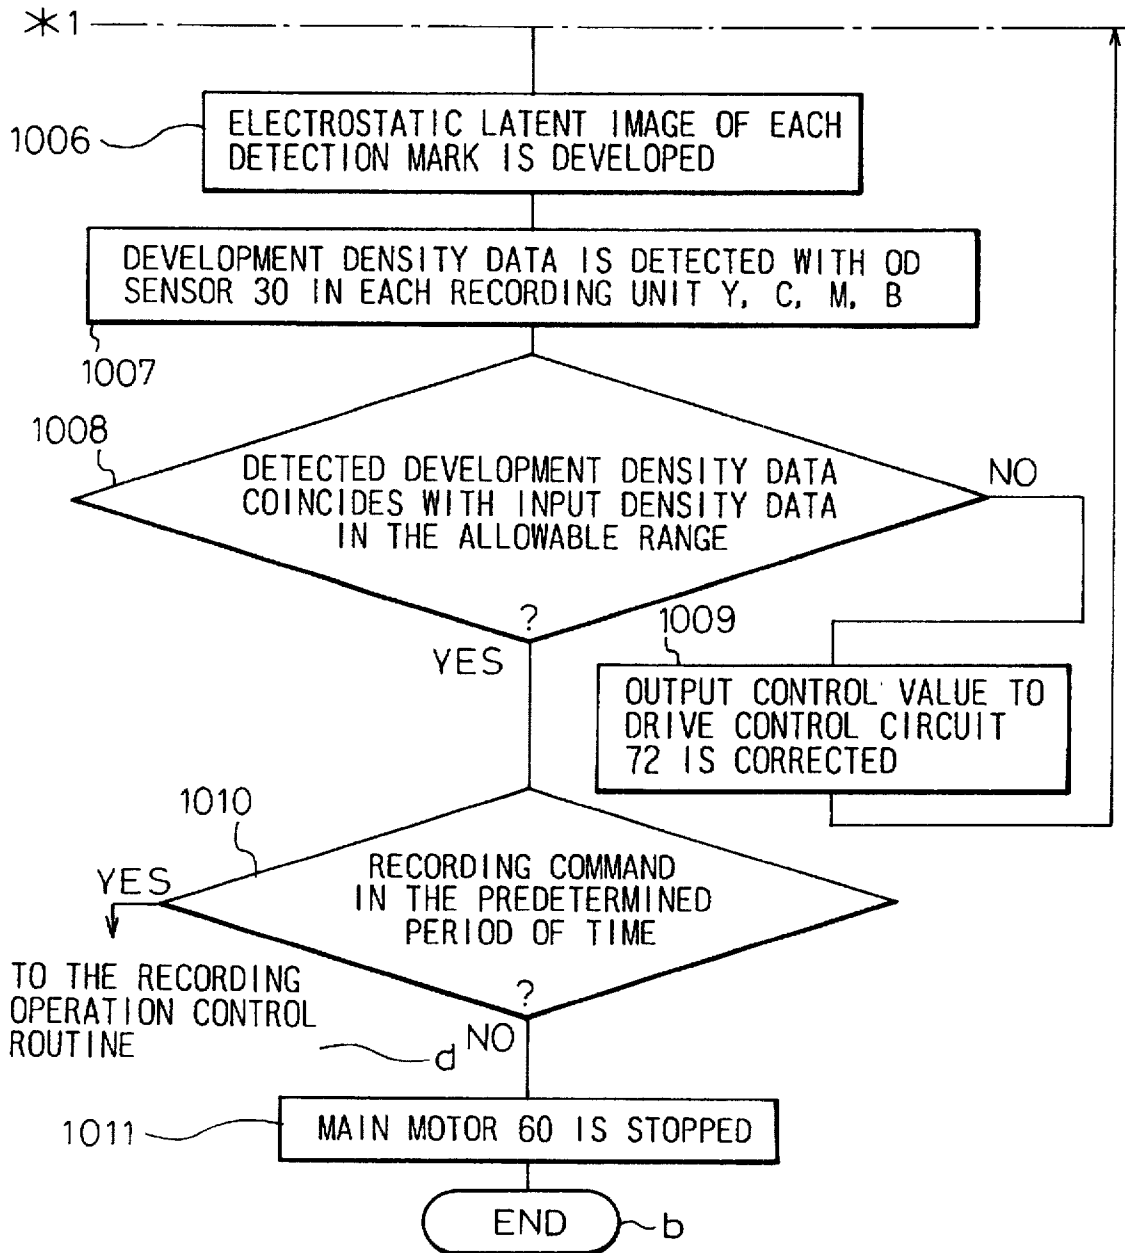 *1
1006
ELECTROSTATIC LATENT IMAGE OF EACH
DETECTION MARK IS DEVELOPED
DEVELOPMENT DENSITY DATA IS DETECTED WITH OD
SENSOR 30 IN EACH RECORDING UNIT Y, C, M, B
1007
1008
DETECTED DEVELOPMENT DENSITY DATA
COINCIDES WITH INPUT DENSITY DATA
IN THE ALLOWABLE RANGE
?
NO
YES
1009
OUTPUT CONTROL VALUE TO
DRIVE CONTROL CIRCUIT
72 IS CORRECTED
1010
RECORDING COMMAND
IN THE PREDETERMINED
PERIOD OF TIME
?
YES
TO THE RECORDING
OPERATION CONTROL
ROUTINE
d
NO
1011
MAIN MOTOR 60 IS STOPPED
END
b